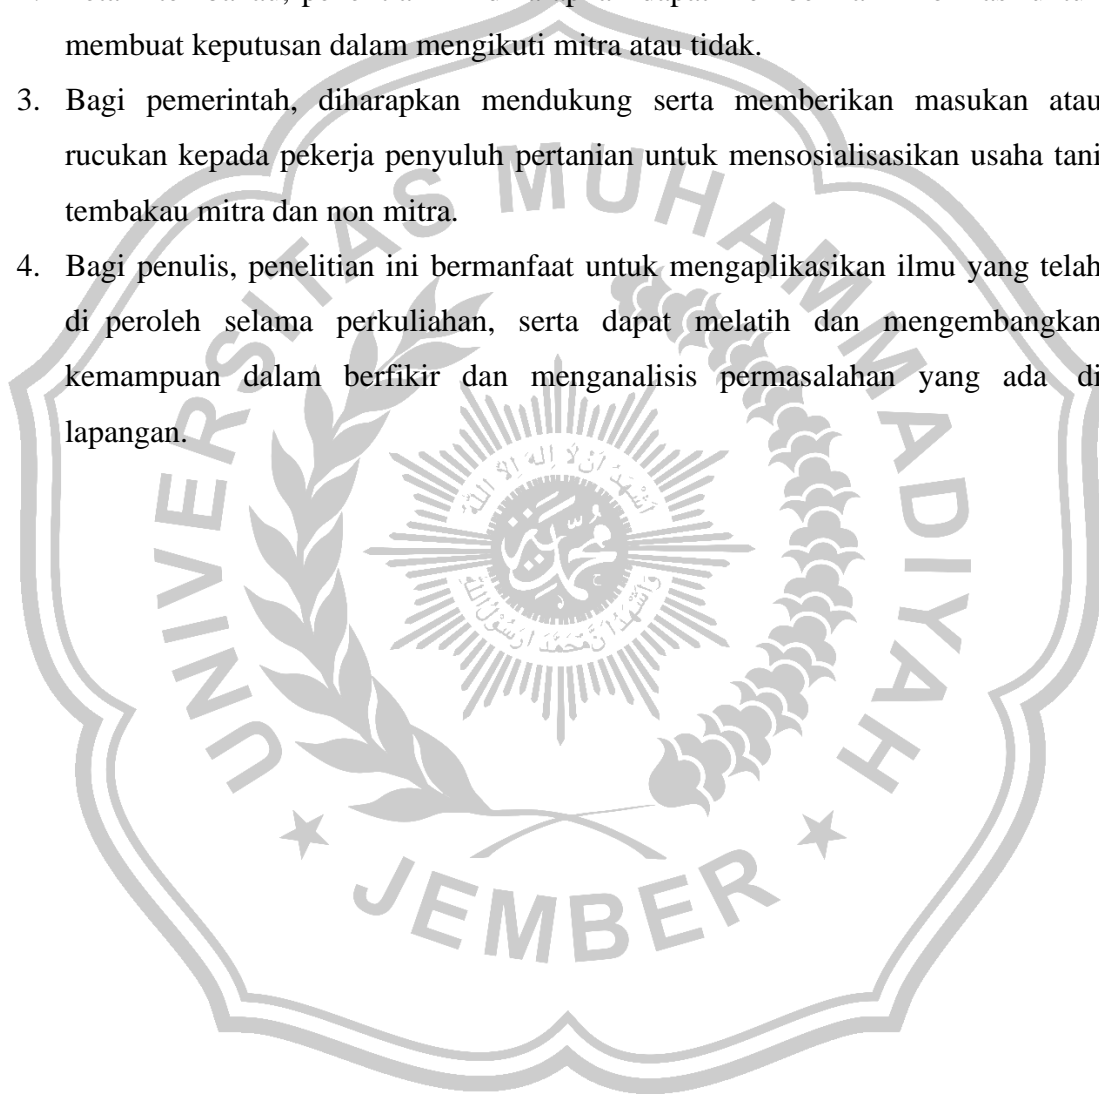 membuat keputusan dalam mengikuti mitra atau tidak.
3. Bagi pemerintah, diharapkan mendukung serta memberikan masukan atau
rucukan kepada pekerja penyuluh pertanian untuk mensosialisasikan usaha tani
tembakau mitra dan non mitra.
4. Bagi penulis, penelitian ini bermanfaat untuk mengaplikasikan ilmu yang telah
di peroleh selama perkuliahan, serta dapat melatih dan mengembangkan
kemampuan dalam berfikir dan menganalisis permasalahan yang ada di
lapangan.
UNIVERSITAS MUHAMMADIYAH
JEMBER